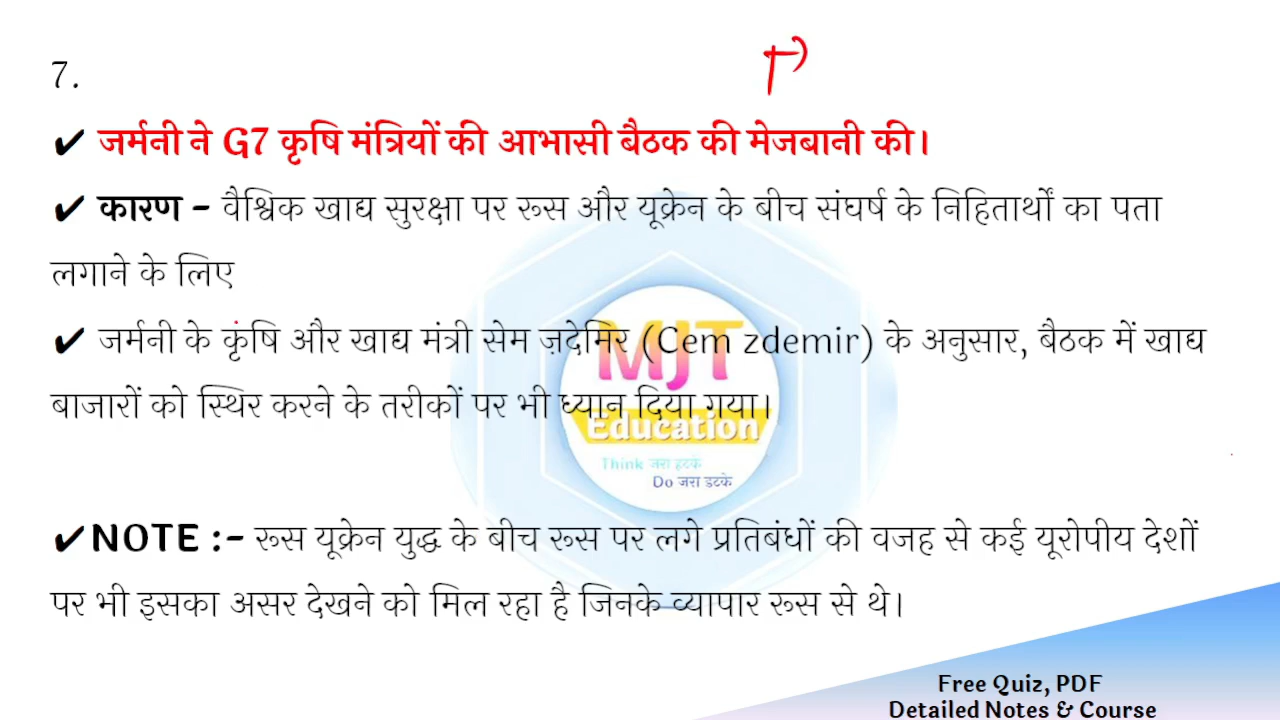 7.
✔ जर्मनी ने G7 कृषि मंत्रियों की आभासी बैठक की मेजबानी की।
✔ कारण – वैश्विक खाद्य सुरक्षा पर रूस और यूक्रेन के बीच संघर्ष के निहितार्थों का पता
लगाने के लिए
✔ जर्मनी के कृषि और खाद्य मंत्री सेम ज़देमिर (Cem zdemir) के अनुसार, बैठक में खाद्य
बाजारों को स्थिर करने के तरीकों पर भी ध्यान दिया गया।
MJT
Education
Think जरा हटके
Do जरा डटके
✔NOTE :- रूस यूक्रेन युद्ध के बीच रूस पर लगे प्रतिबंधों की वजह से कई यूरोपीय देशों
पर भी इसका असर देखने को मिल रहा है जिनके व्यापार रूस से थे।
Free Quiz, PDF
Detailed Notes & Course